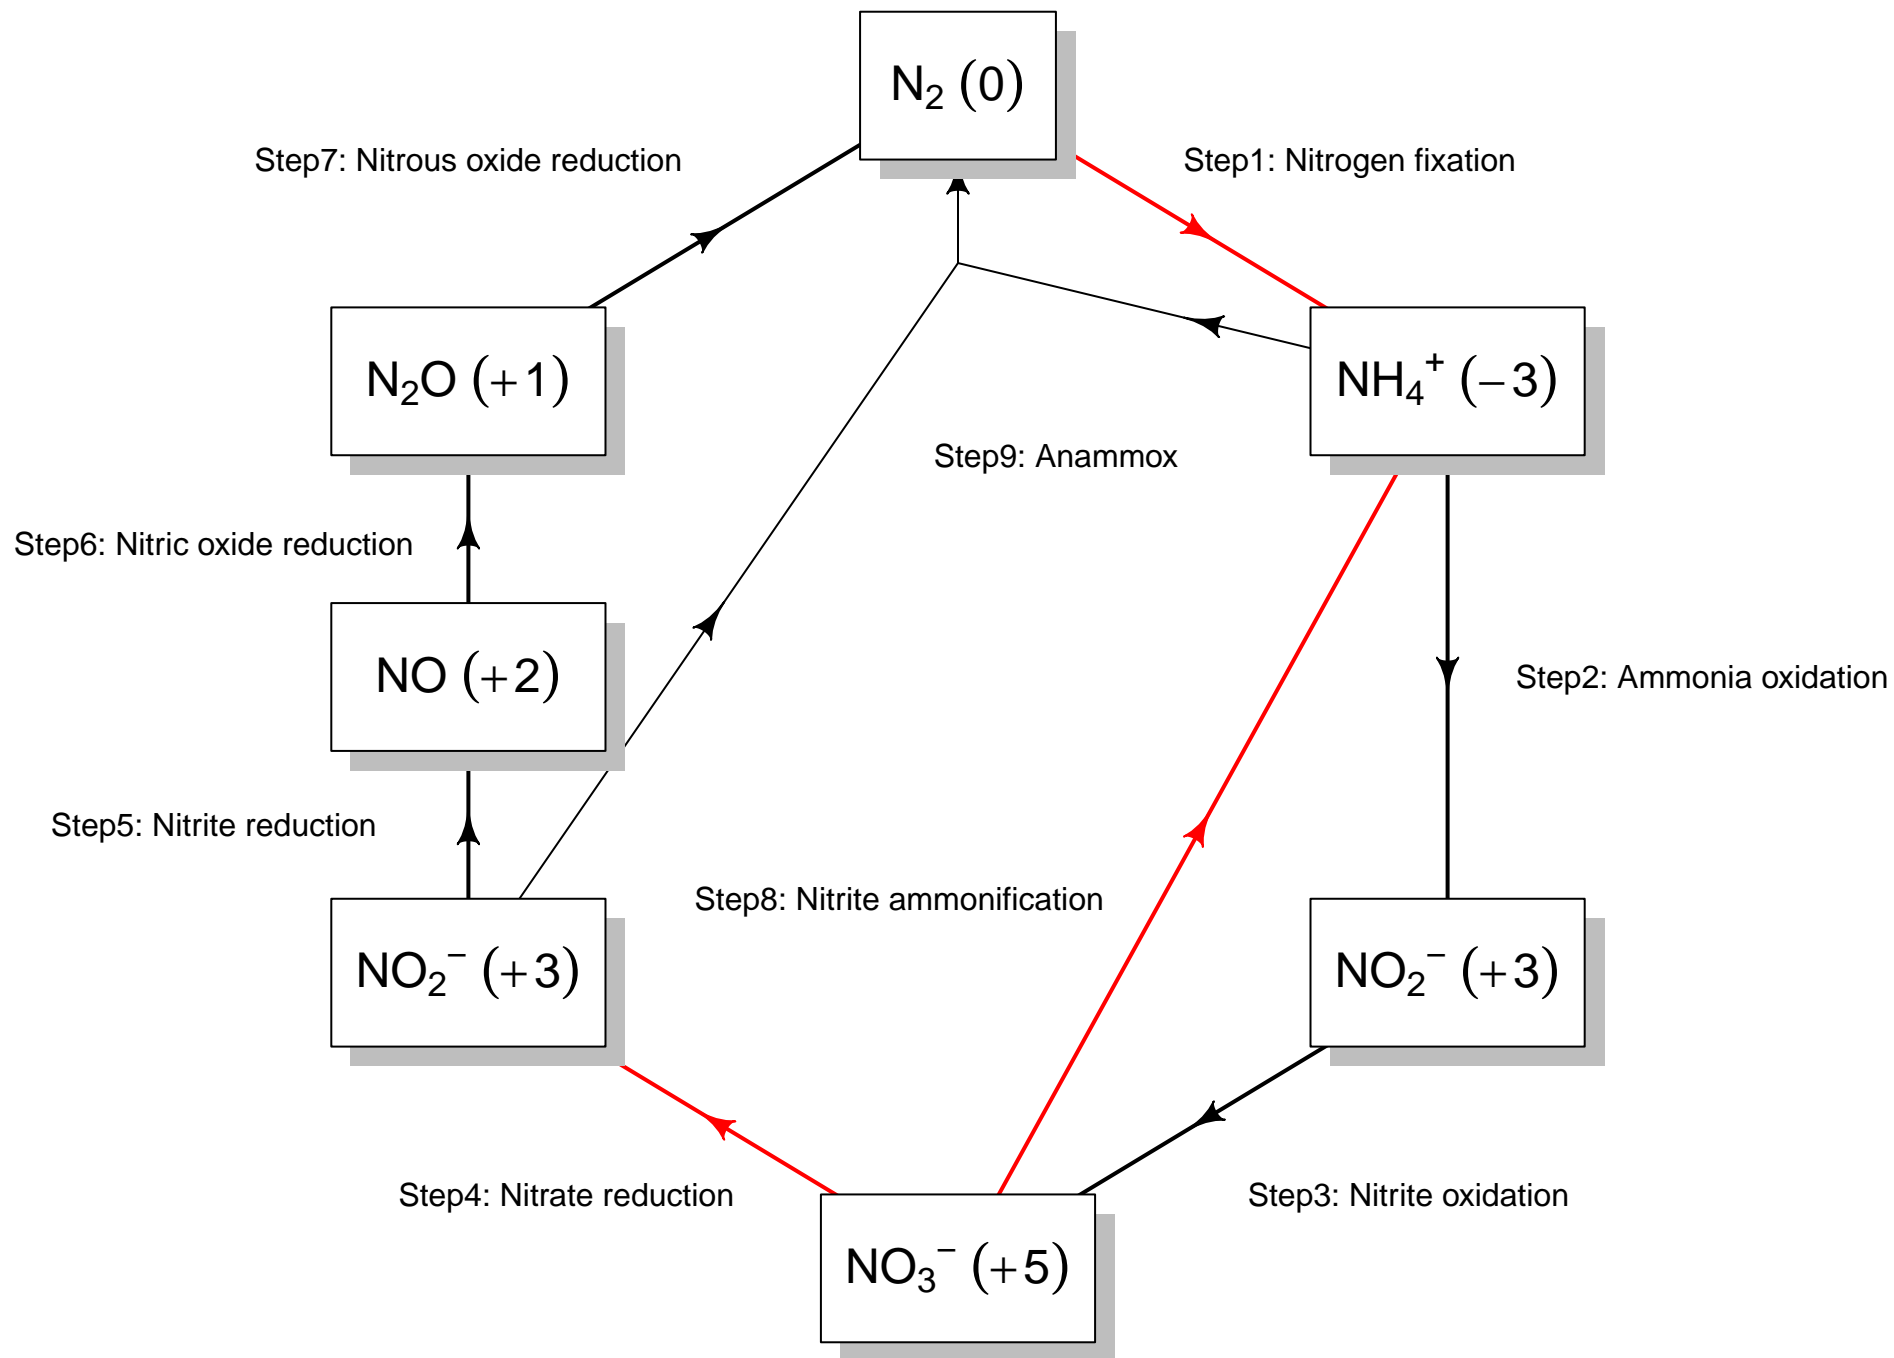 N₂ (0)
Step7: Nitrous oxide reduction
Step1: Nitrogen fixation
N₂O (+1)
NH₄⁺ (−3)
Step9: Anammox
Step6: Nitric oxide reduction
NO (+2)
Step2: Ammonia oxidation
Step5: Nitrite reduction
Step8: Nitrite ammonification
NO₂⁻ (+3)
NO₂⁻ (+3)
Step4: Nitrate reduction
Step3: Nitrite oxidation
NO₃⁻ (+5)